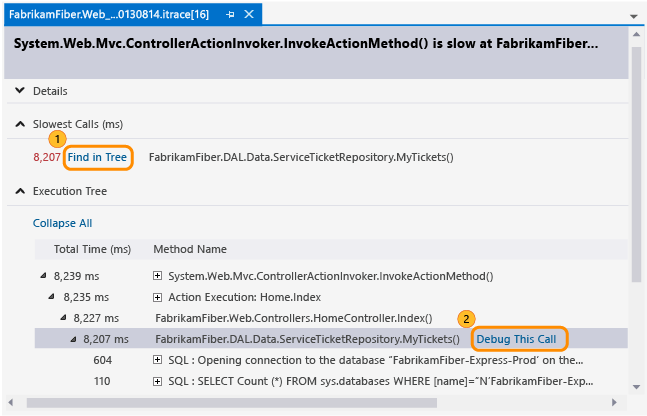 FabrikamFiber.Web_...0130814.itrace[16]
System.Web.Mvc.ControllerActionInvoker.InvokeActionMethod() is slow at FabrikamFiber...
Details
Slowest Calls (ms)
1
8,207 Find in Tree FabrikamFiber.DAL.Data.ServiceTicketRepository.MyTickets()
Execution Tree
Collapse All
Total Time (ms) Method Name
8,239 ms System.Web.Mvc.ControllerActionInvoker.InvokeActionMethod()
8,235 ms Action Execution: Home.Index
8,227 ms FabrikamFiber.Web.Controllers.HomeController.Index()
2
8,207 ms FabrikamFiber.DAL.Data.ServiceTicketRepository.MyTickets() Debug This Call
604 SQL : Opening connection to the database “FabrikamFiber-Express-Prod’ on the...
110 SQL : SELECT Count (*) FROM sys.databases WHERE [name]=“N’FabrikamFiber-Exp...